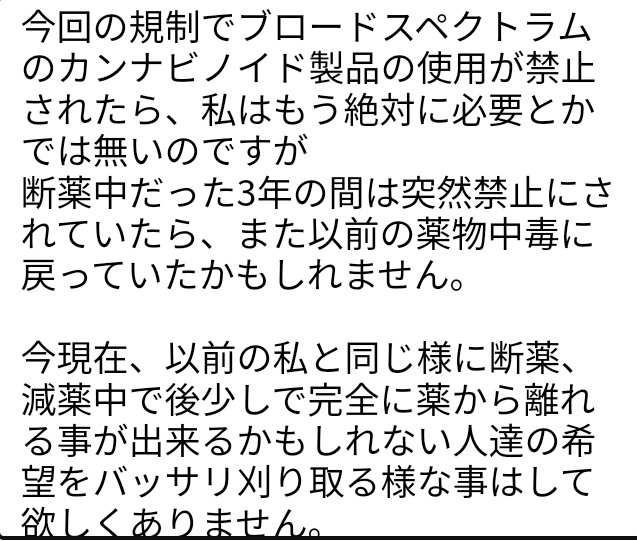 今回の規制でブロードスペクトラム
のカンナビノイド製品の使用が禁止
されたら、私はもう絶対に必要とか
では無いのですが
断薬中だった3年の間は突然禁止にさ
れていたら、また以前の薬物中毒に
戻っていたかもしれません。
今現在、以前の私と同じ様に断薬、
減薬中で後少しで完全に薬から離れ
る事が出来るかもしれない人達の希
望をバッサリ刈り取る様な事はして
欲しくありません。